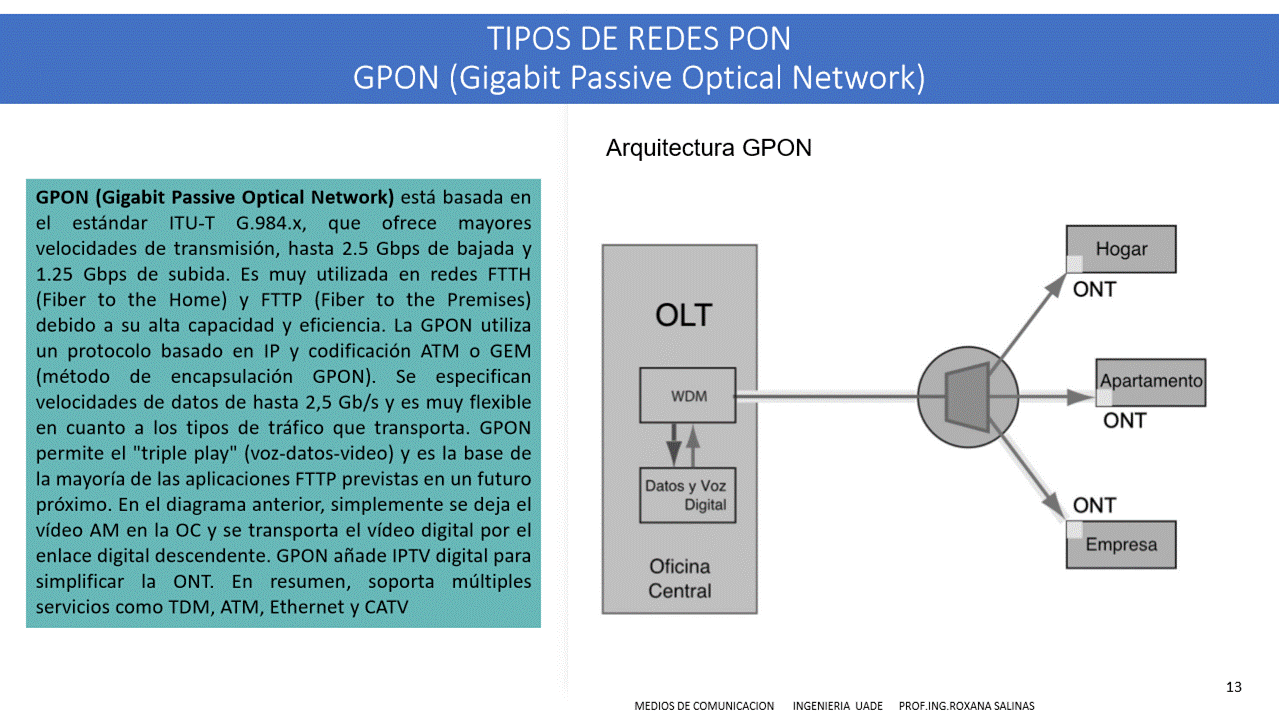 TIPOS DE REDES PON
GPON (Gigabit Passive Optical Network)
Arquitectura GPON
GPON (Gigabit Passive Optical Network) está basada en
el estándar ITU-T G.984.x, que ofrece mayores
velocidades de transmisión, hasta 2.5 Gbps de bajada y
1.25 Gbps de subida. Es muy utilizada en redes FTTH
(Fiber to the Home) y FTTP (Fiber to the Premises)
debido a su alta capacidad y eficiencia. La GPON utiliza
un protocolo basado en IP y codificación ATM o GEM
(método de encapsulación GPON). Se especifican
velocidades de datos de hasta 2,5 Gb/s y es muy flexible
en cuanto a los tipos de tráfico que transporta. GPON
permite el "triple play" (voz-datos-video) y es la base de
la mayoría de las aplicaciones FTTP previstas en un futuro
próximo. En el diagrama anterior, simplemente se deja el
vídeo AM en la OC y se transporta el vídeo digital por el
enlace digital descendente. GPON añade IPTV digital para
simplificar la ONT. En resumen, soporta múltiples
servicios como TDM, ATM, Ethernet y CATV
OLT
WDM
Datos y Voz
Digital
Oficina
Central
Hogar
ONT
Apartamento
ONT
ONT
Empresa
13
MEDIOS DE COMUNICACION INGENIERIA UADE PROF.ING.ROXANA SALINAS